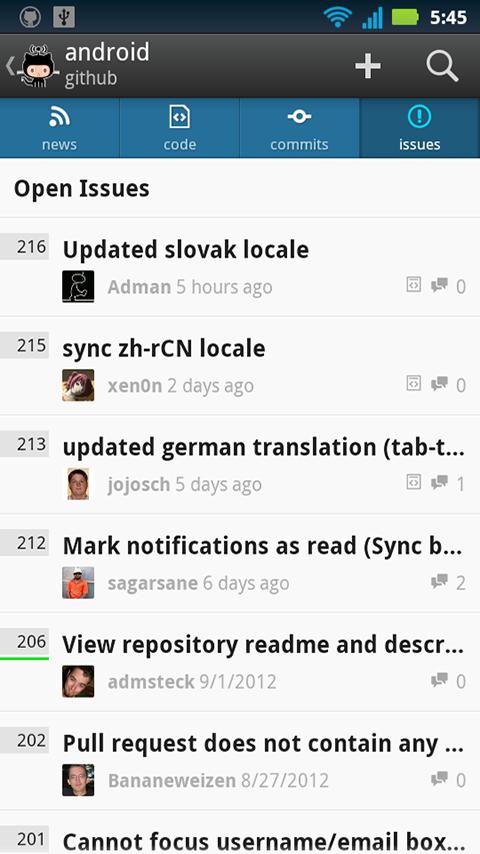 5:45
android
github
news
code
commits
issues
Open Issues
216
Updated slovak locale
Adman 5 hours ago
0
215
sync zh-rCN locale
xen0n 2 days ago
0
213
updated german translation (tab-t...
jojosch 5 days ago
1
212
Mark notifications as read (Sync b...
sagarsane 6 days ago
2
206
View repository readme and descr...
admsteck 9/1/2012
0
202
Pull request does not contain any ...
Bananeweizen 8/27/2012
0
201
Cannot focus username/email box...